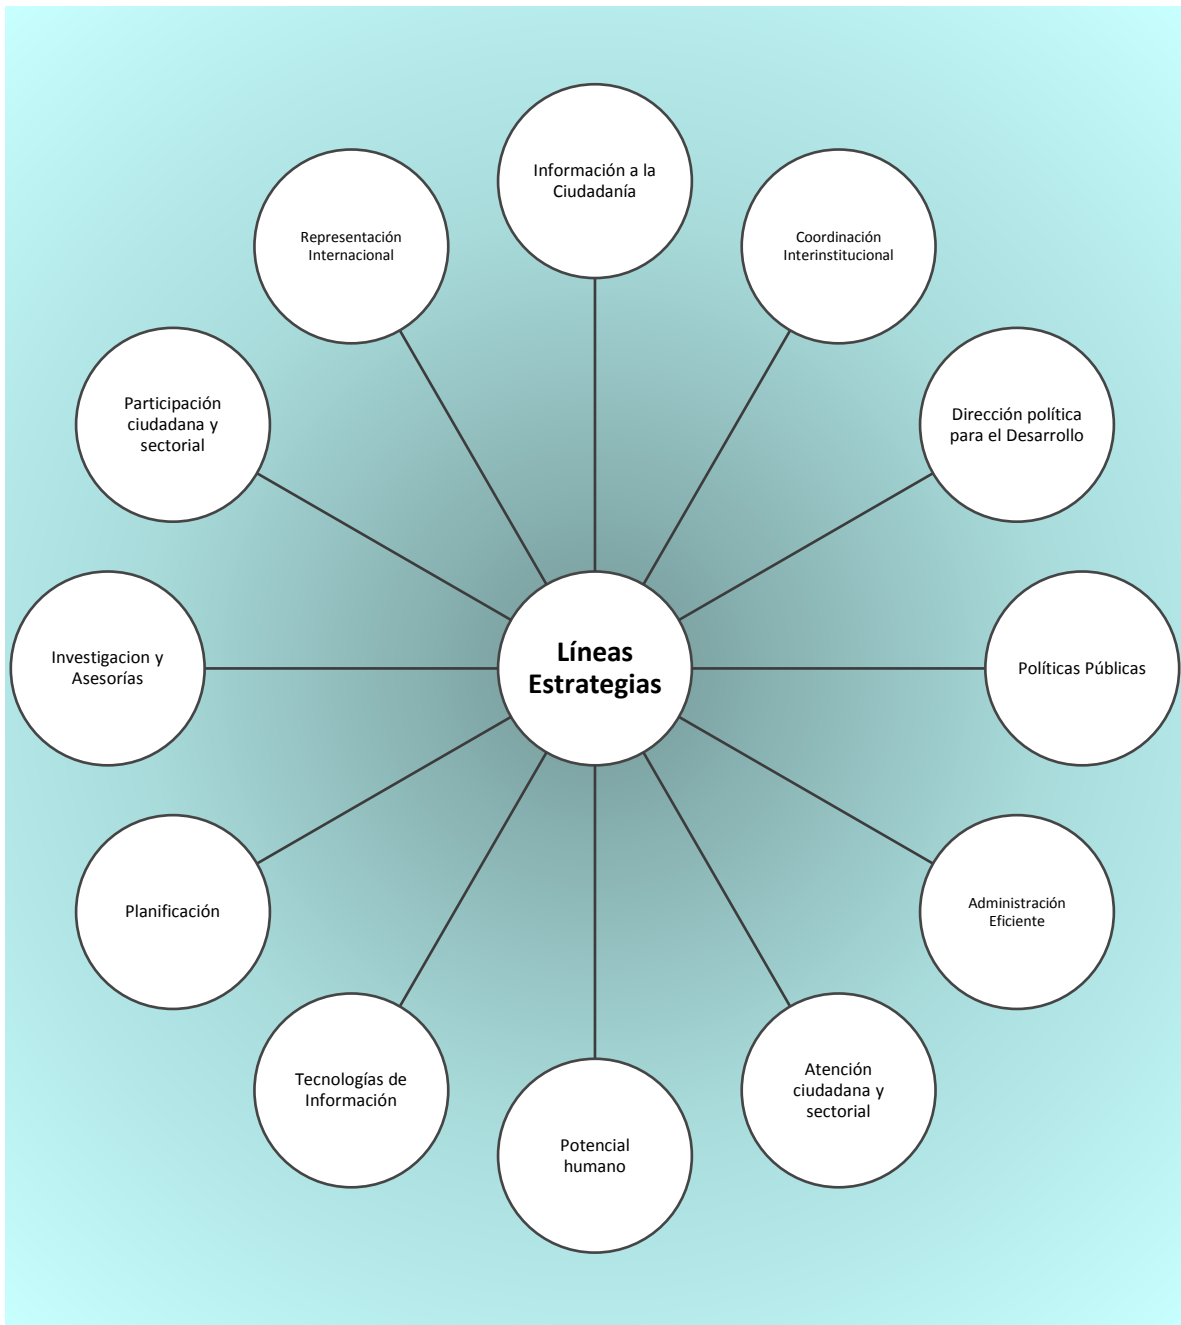 Información a la
Ciudadanía
Coordinación
Interinstitucional
Dirección política
para el Desarrollo
Políticas Públicas
Administración
Eficiente
Atención
ciudadana y
sectorial
Potencial
humano
Tecnologías de
Información
Planificación
Investigacion y
Asesorías
Participación
ciudadana y
sectorial
Representación
Internacional
Líneas
Estrategias